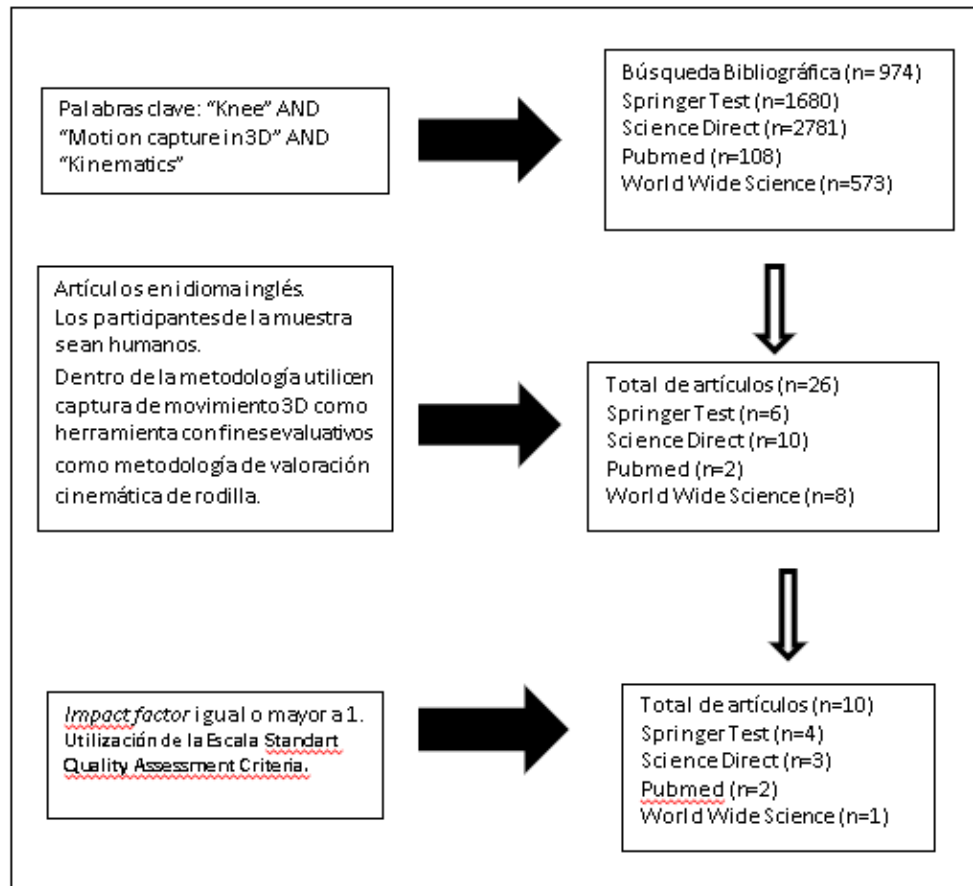 Palabras clave: "Knee" AND
"Motion capture in 3D" AND
"Kinematics"
Búsqueda Bibliográfica (n= 974)
Springer Test (n=1680)
Science Direct (n=2781)
Pubmed (n=108)
World Wide Science (n=573)
Artículos en idioma inglés.
Los participantes de la muestra
sean humanos.
Dentro de la metodología utilicen
captura de movimiento 3D como
herramienta con fines evaluativos
como metodología de valoración
cinemática de rodilla.
Total de artículos (n=26)
Springer Test (n=6)
Science Direct (n=10)
Pubmed (n=2)
World Wide Science (n=8)
Impact factor igual o mayor a 1.
Utilización de la Escala Standart
Quality Assessment Criteria.
Total de artículos (n=10)
Springer Test (n=4)
Science Direct (n=3)
Pubmed (n=2)
World Wide Science (n=1)